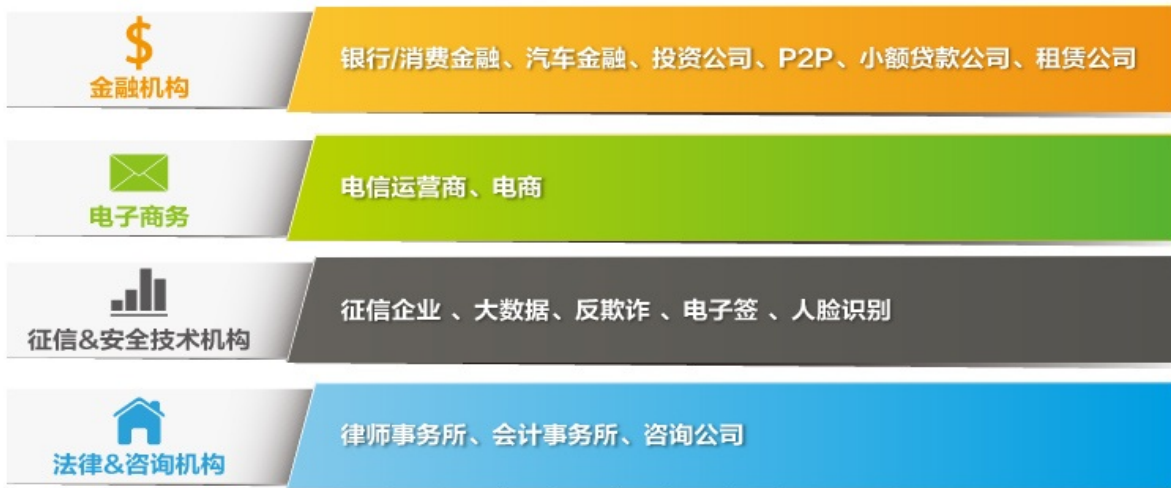 $
金融机构
银行/消费金融、汽车金融、投资公司、P2P、小额贷款公司、租赁公司
电子商务
电信运营商、电商
征信&安全技术机构
征信企业 、大数据、反欺诈 、电子签 、人脸识别
法律&咨询机构
律师事务所、会计事务所、咨询公司